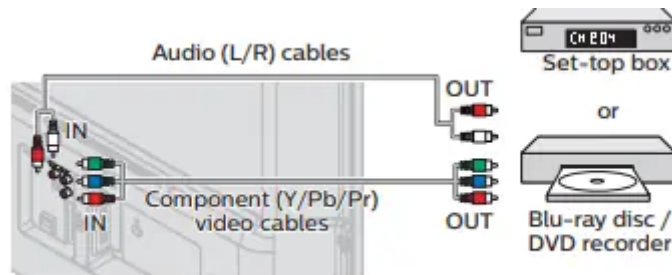 Audio (L/R) cables
CH 204
Set-top box
OUT
IN
or
Component (Y/Pb/Pr)
video cables
IN
OUT
Blu-ray disc /
DVD recorder